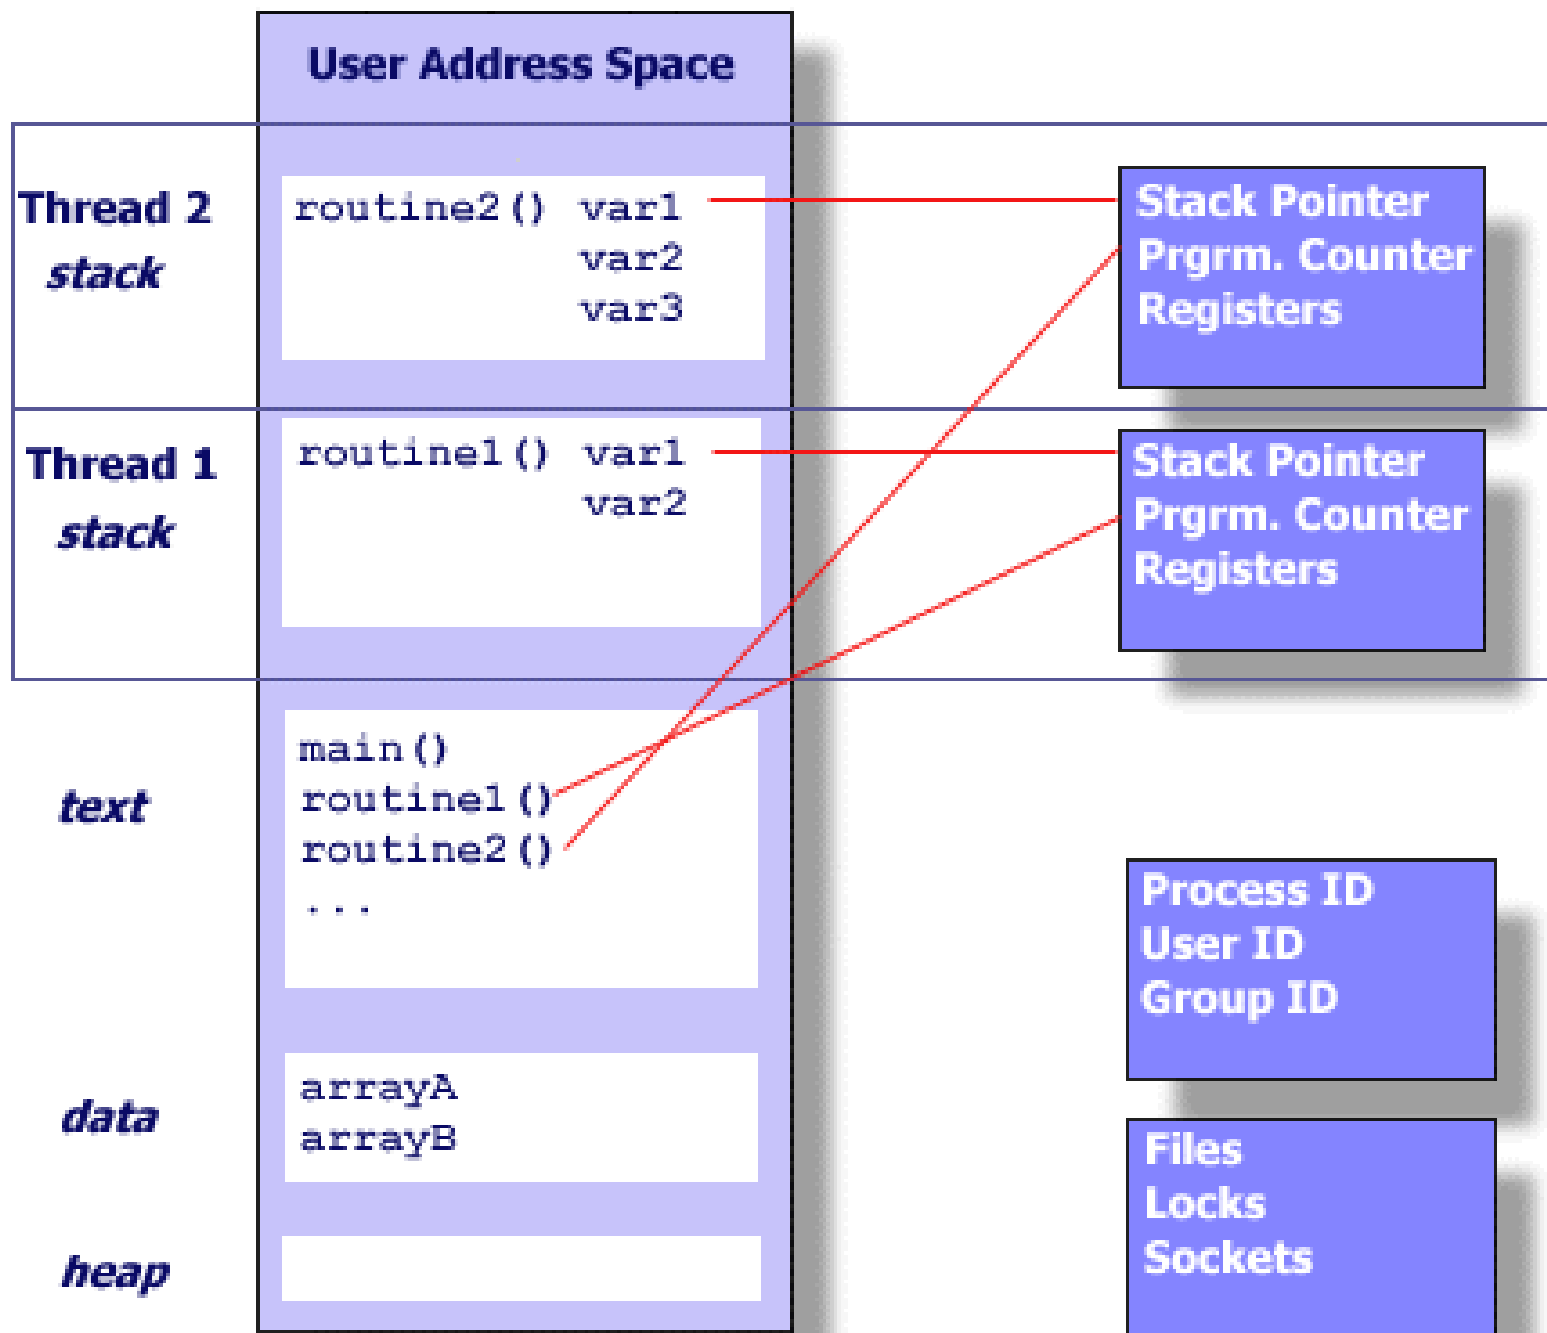 User Address Space
Thread 2
stack
routine2() var1
var2
var3
Stack Pointer
Prgrm. Counter
Registers
Thread 1
stack
routine1() var1
var2
Stack Pointer
Prgrm. Counter
Registers
text
main()
routine1()
routine2()
...
Process ID
User ID
Group ID
data
arrayA
arrayB
Files
Locks
Sockets
heap